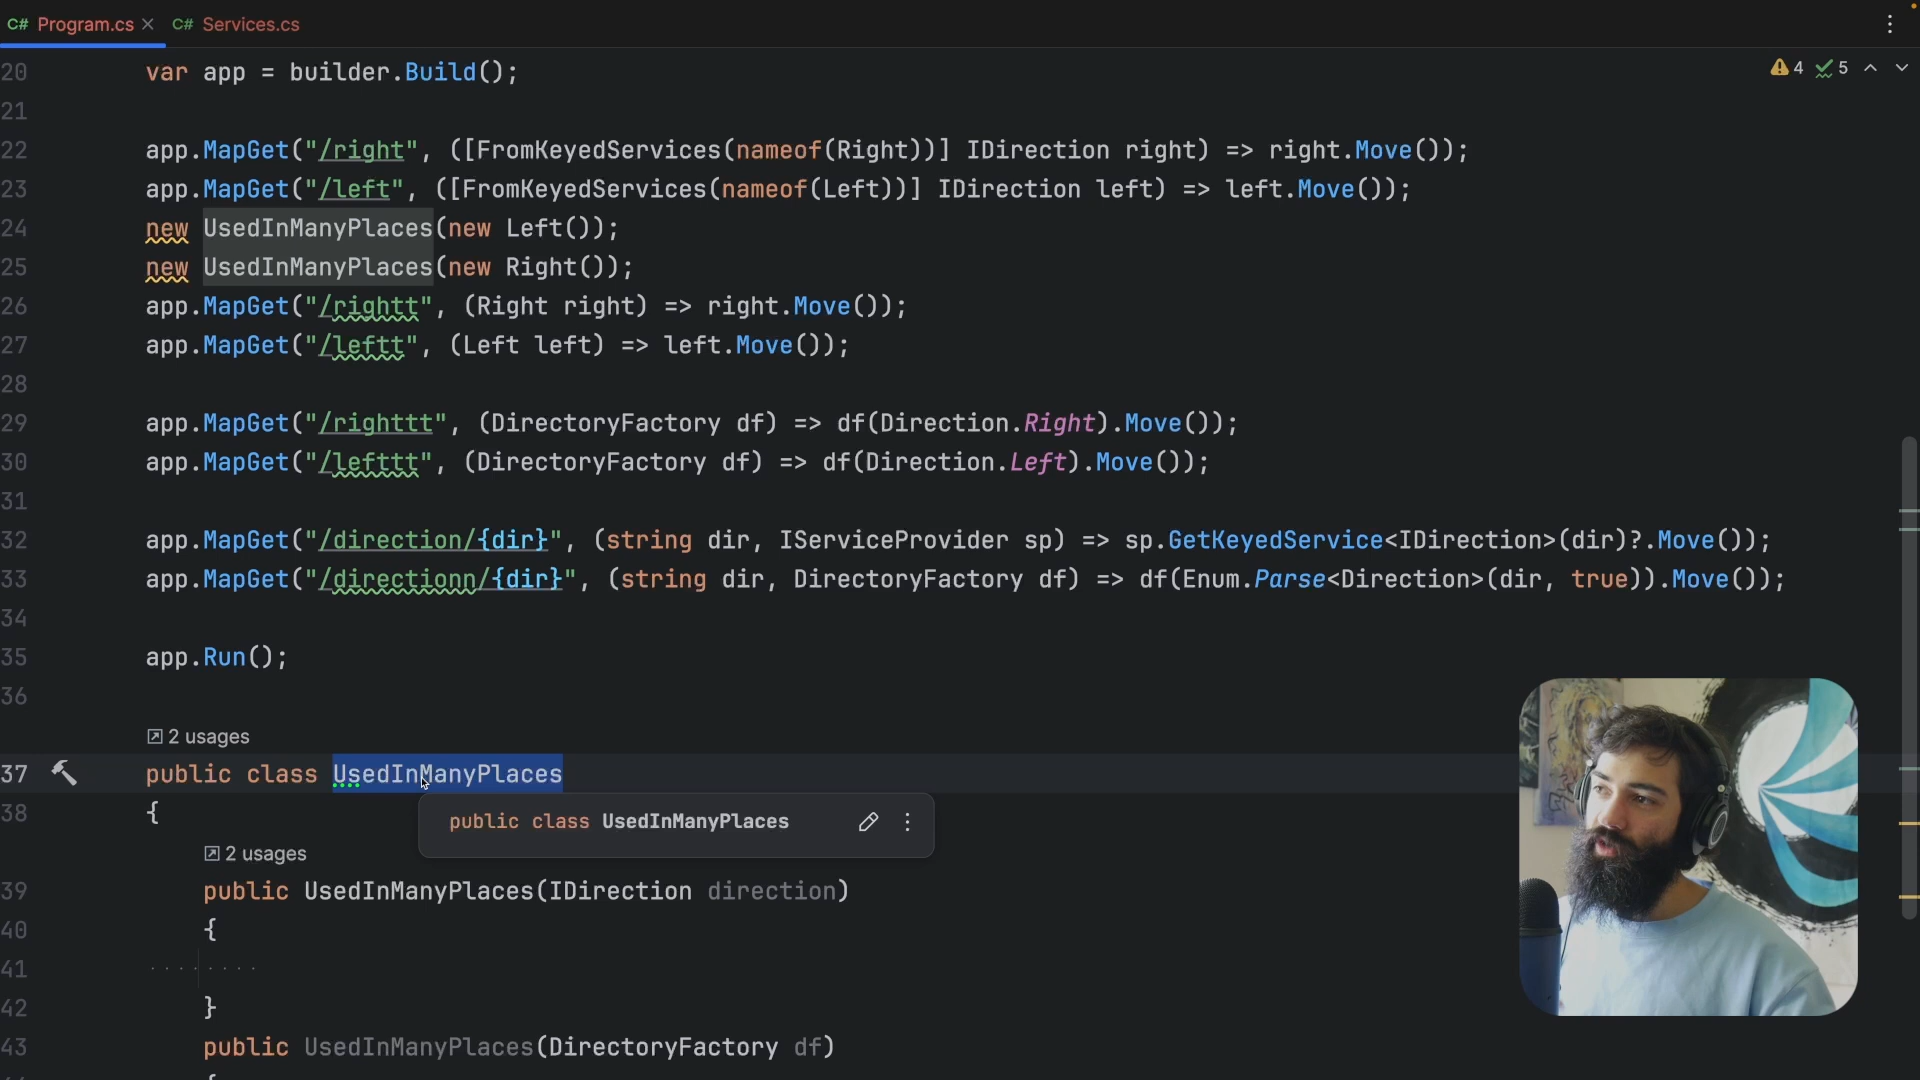 C# Program.cs C# Services.cs
4 5
20 var app = builder.Build();
21
22 app.MapGet("/right", ([FromKeyedServices(nameof(Right))] IDirection right) => right.Move());
23 app.MapGet("/left", ([FromKeyedServices(nameof(Left))] IDirection left) => left.Move());
24 new UsedInManyPlaces(new Left());
25 new UsedInManyPlaces(new Right());
26 app.MapGet("/rightt", (Right right) => right.Move());
27 app.MapGet("/leftt", (Left left) => left.Move());
28
29 app.MapGet("/righttt", (DirectoryFactory df) => df(Direction.Right).Move());
30 app.MapGet("/lefttt", (DirectoryFactory df) => df(Direction.Left).Move());
31
32 app.MapGet("/direction/{dir}", (string dir, IServiceProvider sp) => sp.GetKeyedService<IDirection>(dir)?.Move());
33 app.MapGet("/directionn/{dir}", (string dir, DirectoryFactory df) => df(Enum.Parse<Direction>(dir, true)).Move());
34
35 app.Run();
36
2 usages
37 public class UsedInManyPlaces
38 {
public class UsedInManyPlaces
2 usages
39 public UsedInManyPlaces(IDirection direction)
40 {
41
42 }
43 public UsedInManyPlaces(DirectoryFactory df)
{